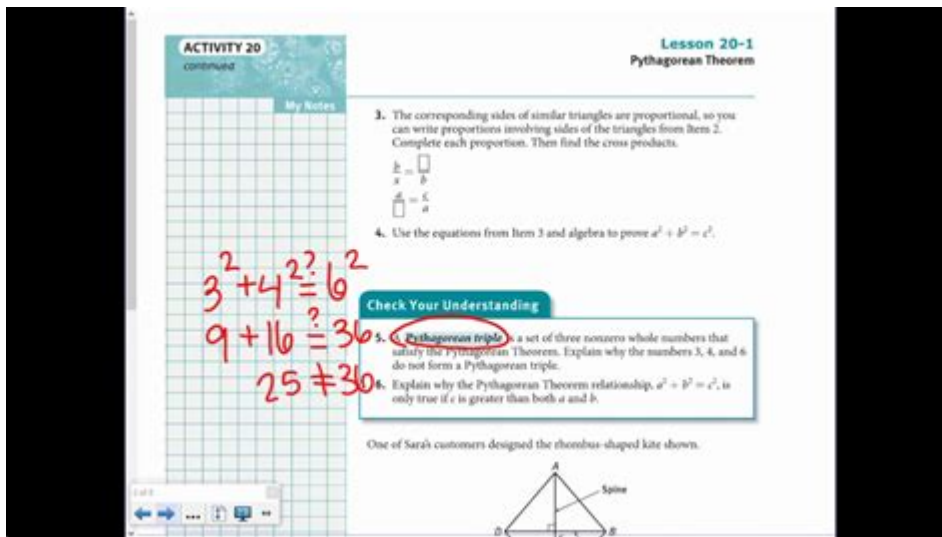 ACTIVITY 20
continued
My Notes
Lesson 20-1
Pythagorean Theorem
3. The corresponding sides of similar triangles are proportional, so you
can write proportions involving sides of the triangles from Item 2.
Complete each proportion. Then find the cross products.
b/x = □/b
a/□ = c/a
4. Use the equations from Item 3 and algebra to prove a² + b² = c².
3² + 4² ≟ 6²
9 + 16 ≟ 36
25 ≠ 36
Check Your Understanding
5. Pythagorean triple is a set of three nonzero whole numbers that
satisfy the Pythagorean Theorem. Explain why the numbers 3, 4, and 6
do not form a Pythagorean triple.
6. Explain why the Pythagorean Theorem relationship, a² + b² = c², is
only true if c is greater than both a and b.
One of Sara's customers designed the rhombus-shaped kite shown.
A
Spine
D
B